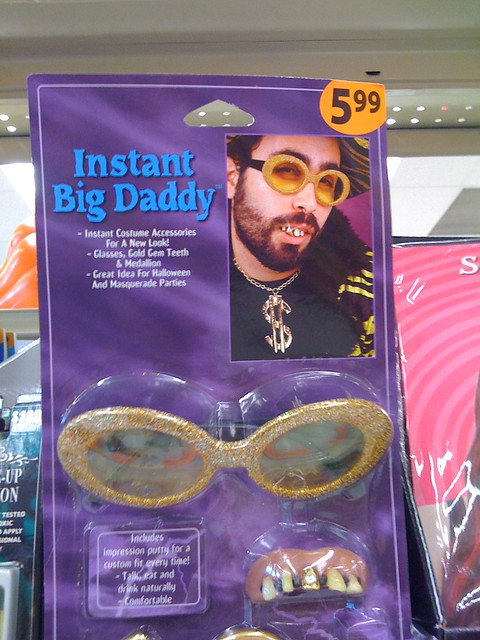 5.99
Instant
Big Daddy™
- Instant Costume Accessories
For A New Look!
- Glasses, Gold Gem Teeth
& Medallion
- Great Idea For Halloween
And Masquerade Parties
Includes
impression putty for a
custom fit every time!
- Talk, eat and
drink naturally
- Comfortable
S
-UP
ON
TESTED
OXIC
APPLY
IONAL